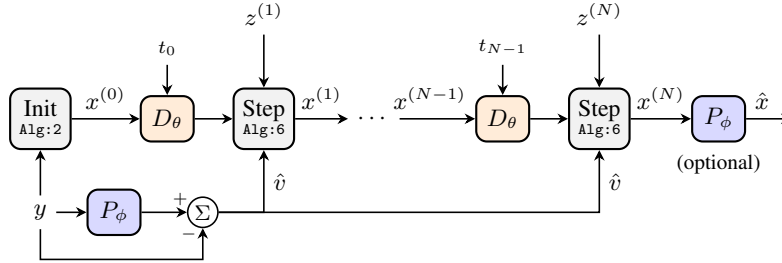 z^{(1)} z^{(N)}
t_0 t_{N−1}
Init Alg:2 x^{(0)} D_θ Step Alg:6 x^{(1)} ··· x^{(N−1)} D_θ Step Alg:6 x^{(N)} P_ϕ x̂
(optional)
v̂ v̂
y P_ϕ + Σ
−